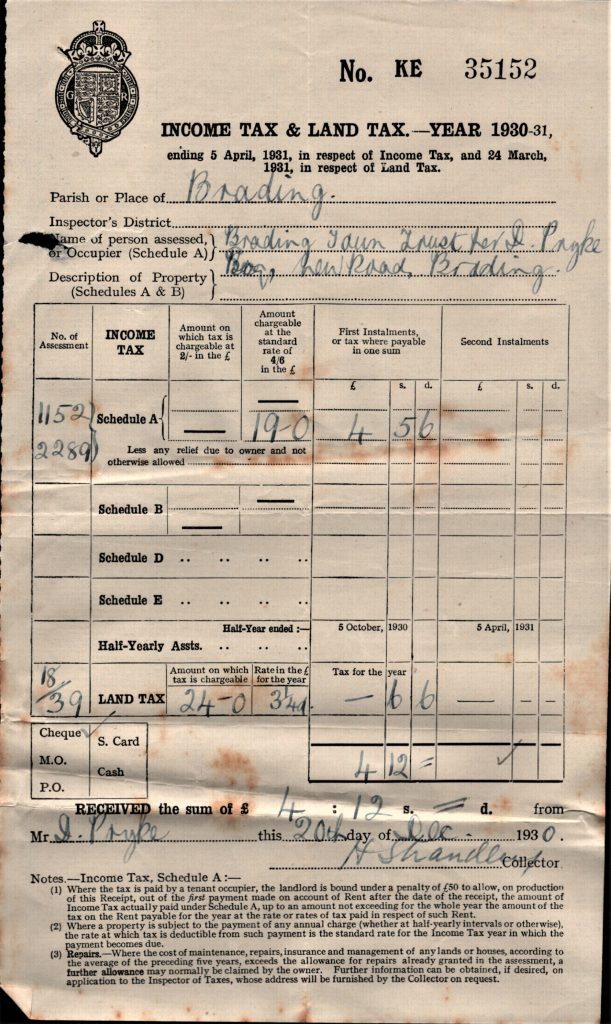 No. KE 35152
G R
INCOME TAX & LAND TAX.—YEAR 1930-31,
ending 5 April, 1931, in respect of Income Tax, and 24 March,
1931, in respect of Land Tax.
Parish or Place of Brading.
Inspector's District
Name of person assessed, or Occupier (Schedule A) Brading Town Trust per D. Pryke
Description of Property (Schedules A & B) Esq, New Road, Brading.
No. of Assessment
INCOME TAX
Amount on which tax is chargeable at 2/- in the £
Amount chargeable at the standard rate of 4/6 in the £
First Instalments, or tax where payable in one sum
Second Instalments
£ s. d. £ s. d.
1152 Schedule A — — 19-0 4 5 6
2289 Less any relief due to owner and not
otherwise allowed
Schedule B — —
Schedule D .. .. .. ..
Schedule E .. .. .. ..
Half-Year ended :— 5 October, 1930 5 April, 1931
Half-Yearly Assts. .. ..
Amount on which tax is chargeable Rate in the £ for the year Tax for the year
18/39 LAND TAX 24-0 3¼d — 6 6 — — —
Cheque S. Card
M.O. Cash
P.O.
4 12 =
RECEIVED the sum of £ 4 : 12 s. = d. from
Mr D. Pryke this 20th day of Dec. 1930.
Collector
Notes.—Income Tax, Schedule A :—
(1) Where the tax is paid by a tenant occupier, the landlord is bound under a penalty of £50 to allow, on production
of this Receipt, out of the first payment made on account of Rent after the date of the receipt, the amount of
Income Tax actually paid under Schedule A, up to an amount not exceeding for the whole year the amount of the
tax on the Rent payable for the year at the rate or rates of tax paid in respect of such Rent.
(2) Where a property is subject to the payment of any annual charge (whether at half-yearly intervals or otherwise),
the rate at which tax is deductible from such payment is the standard rate for the Income Tax year in which the
payment becomes due.
(3) Repairs.—Where the cost of maintenance, repairs, insurance and management of any lands or houses, according to
the average of the preceding five years, exceeds the allowance for repairs already granted in the assessment, a
further allowance may normally be claimed by the owner. Further information can be obtained, if desired, on
application to the Inspector of Taxes, whose address will be furnished by the Collector on request.